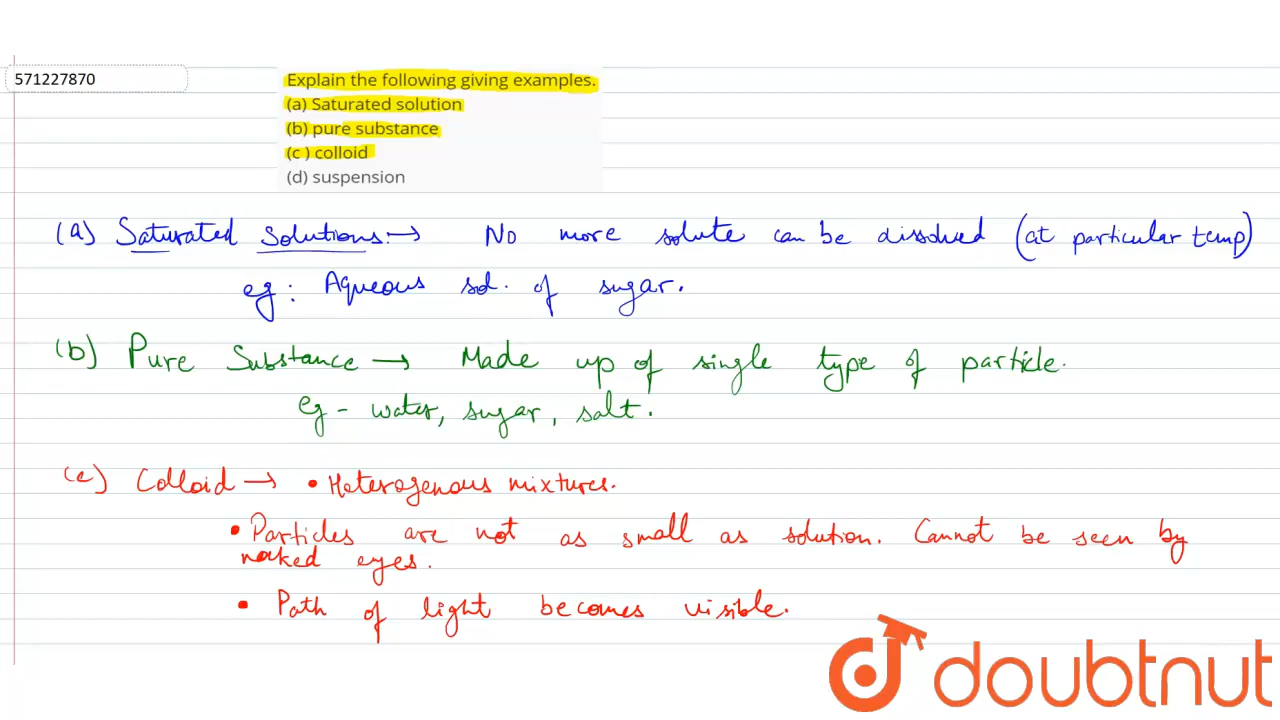 571227870
Explain the following giving examples.
(a) Saturated solution
(b) pure substance
(c ) colloid
(d) suspension
(a) Saturated Solutions :→ No more solute can be dissolved (at particular temp)
eg : Aqueous sol. of sugar.
(b) Pure Substance → Made up of single type of particle.
eg - water, sugar, salt.
(c) Colloid → • Heterogenous mixtures.
• Particles are not as small as solution. Cannot be seen by
naked eyes.
• Path of light becomes visible.
doubtnut